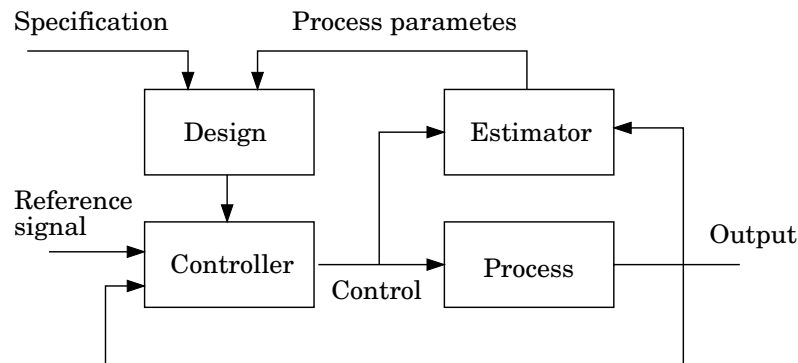 Specification
Process parametes
Design
Estimator
Reference
signal
Controller
Control
Process
Output